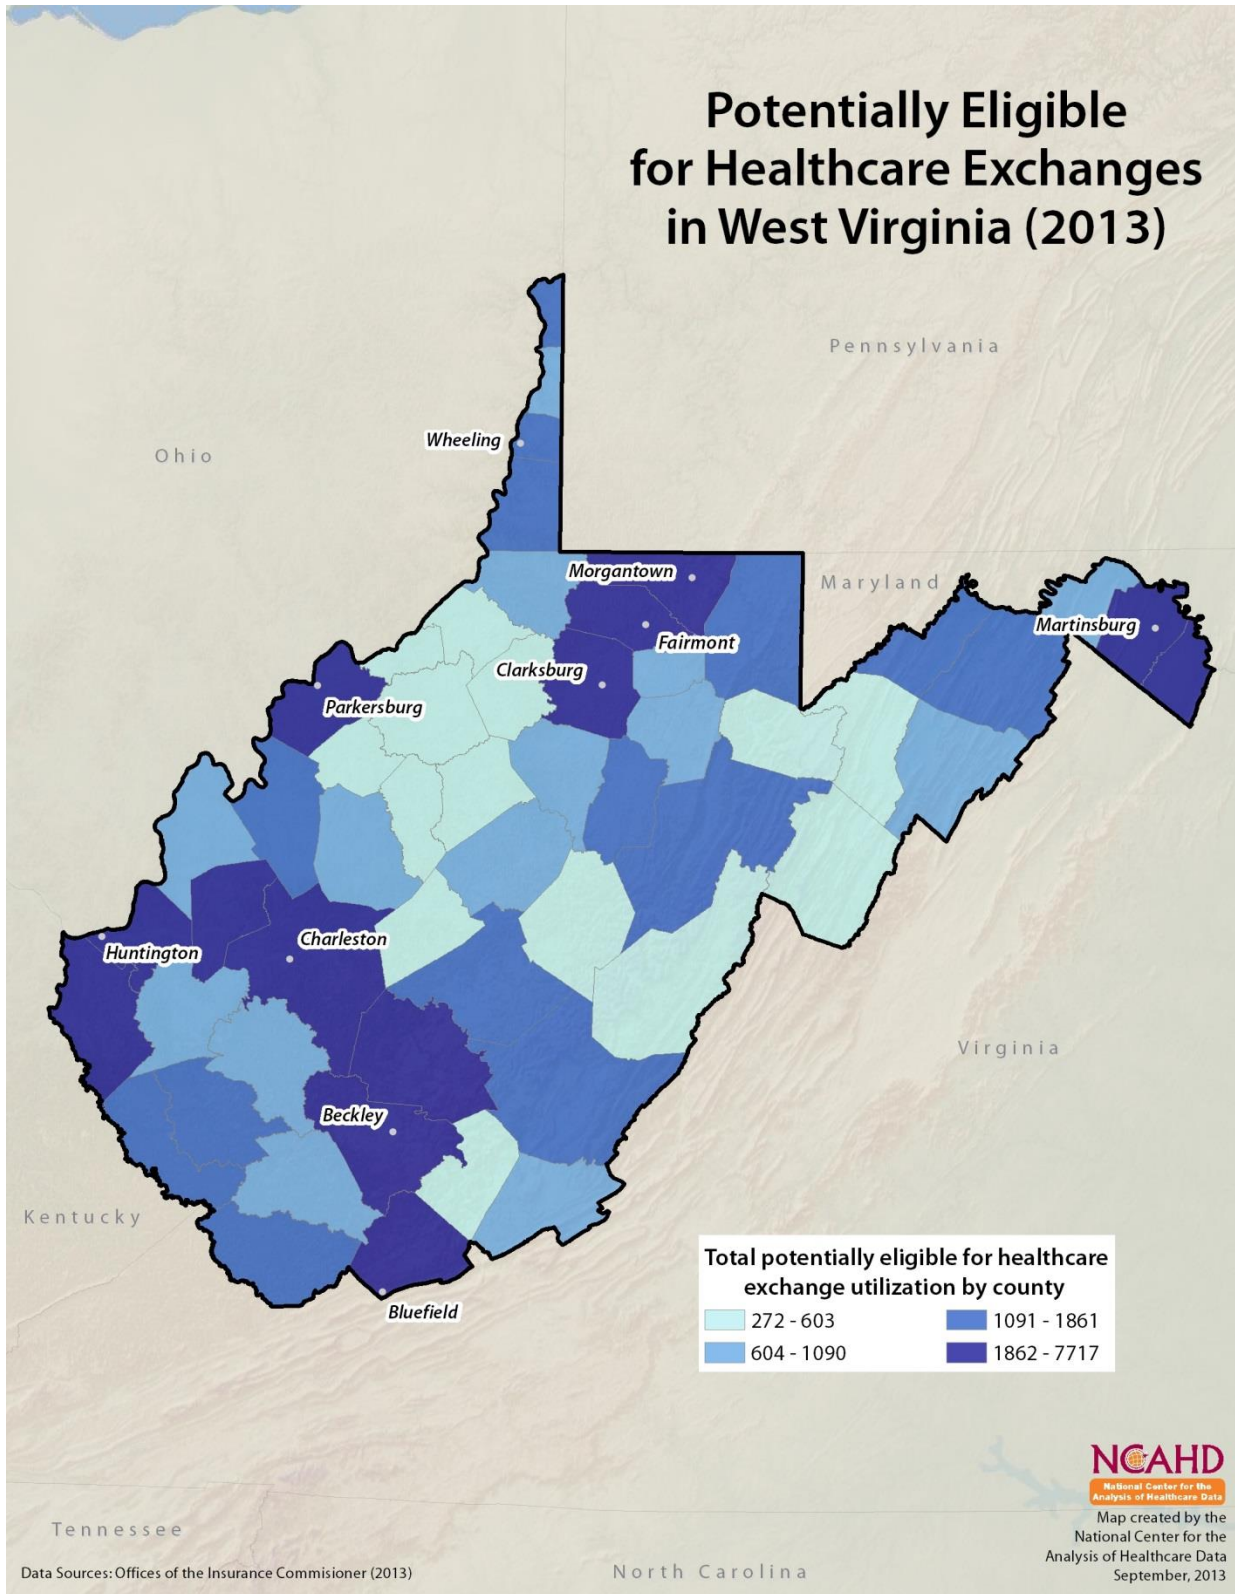 Potentially Eligible
for Healthcare Exchanges
in West Virginia (2013)
Pennsylvania
Ohio
Wheeling
Morgantown
Maryland
Martinsburg
Fairmont
Clarksburg
Parkersburg
Huntington
Charleston
Virginia
Beckley
Kentucky
Bluefield
Total potentially eligible for healthcare
exchange utilization by county
272 - 603
1091 - 1861
604 - 1090
1862 - 7717
NCAHD
National Center for the
Analysis of Healthcare Data
Map created by the
National Center for the
Analysis of Healthcare Data
September, 2013
Tennessee
North Carolina
Data Sources: Offices of the Insurance Commisioner (2013)